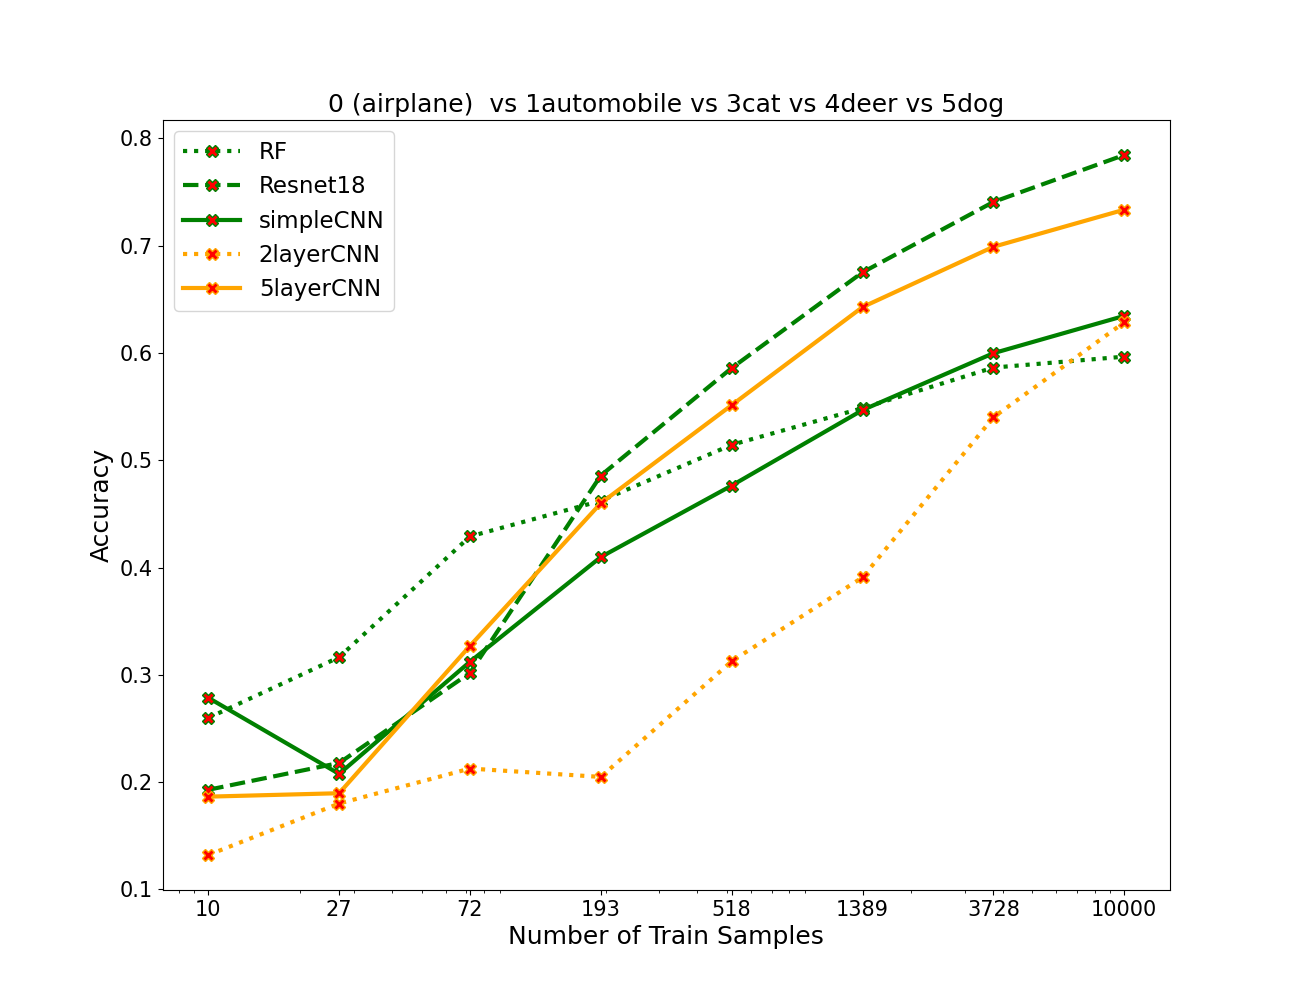 0 (airplane)  vs 1automobile vs 3cat vs 4deer vs 5dog
RF
Resnet18
simpleCNN
2layerCNN
5layerCNN
Accuracy
0.8
0.7
0.6
0.5
0.4
0.3
0.2
0.1
10 27 72 193 518 1389 3728 10000
Number of Train Samples